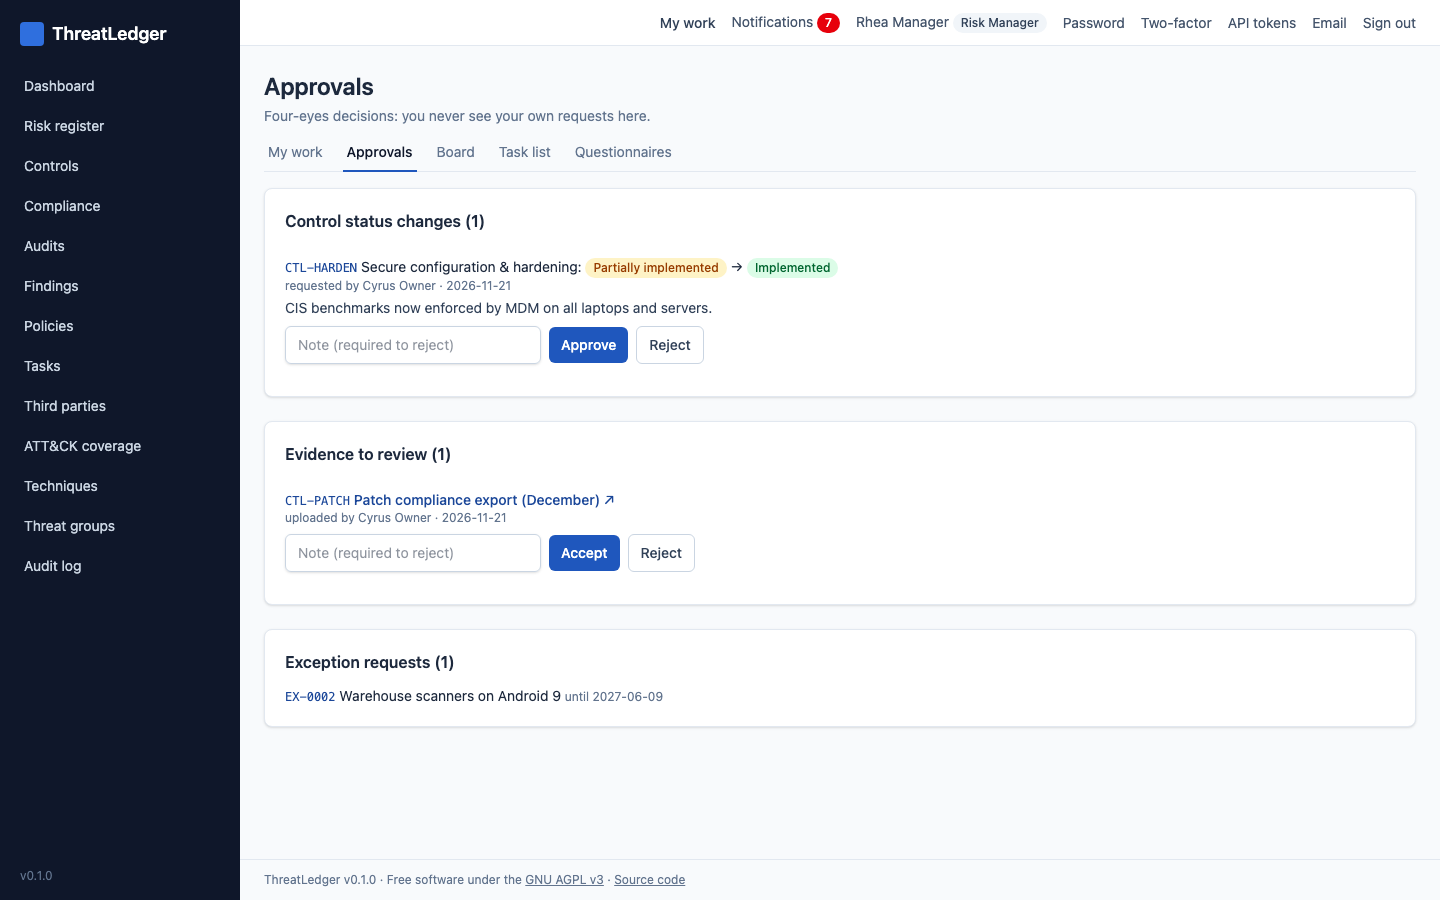 ThreatLedger
Dashboard
Risk register
Controls
Compliance
Audits
Findings
Policies
Tasks
Third parties
ATT&CK coverage
Techniques
Threat groups
Audit log
v0.1.0
My work Notifications 7 Rhea Manager Risk Manager Password Two-factor API tokens Email Sign out
Approvals
Four-eyes decisions: you never see your own requests here.
My work Approvals Board Task list Questionnaires
Control status changes (1)
CTL-HARDEN Secure configuration & hardening: Partially implemented → Implemented
requested by Cyrus Owner · 2026-11-21
CIS benchmarks now enforced by MDM on all laptops and servers.
Note (required to reject) Approve Reject
Evidence to review (1)
CTL-PATCH Patch compliance export (December) ↗
uploaded by Cyrus Owner · 2026-11-21
Note (required to reject) Accept Reject
Exception requests (1)
EX-0002 Warehouse scanners on Android 9 until 2027-06-09
ThreatLedger v0.1.0 · Free software under the GNU AGPL v3 · Source code